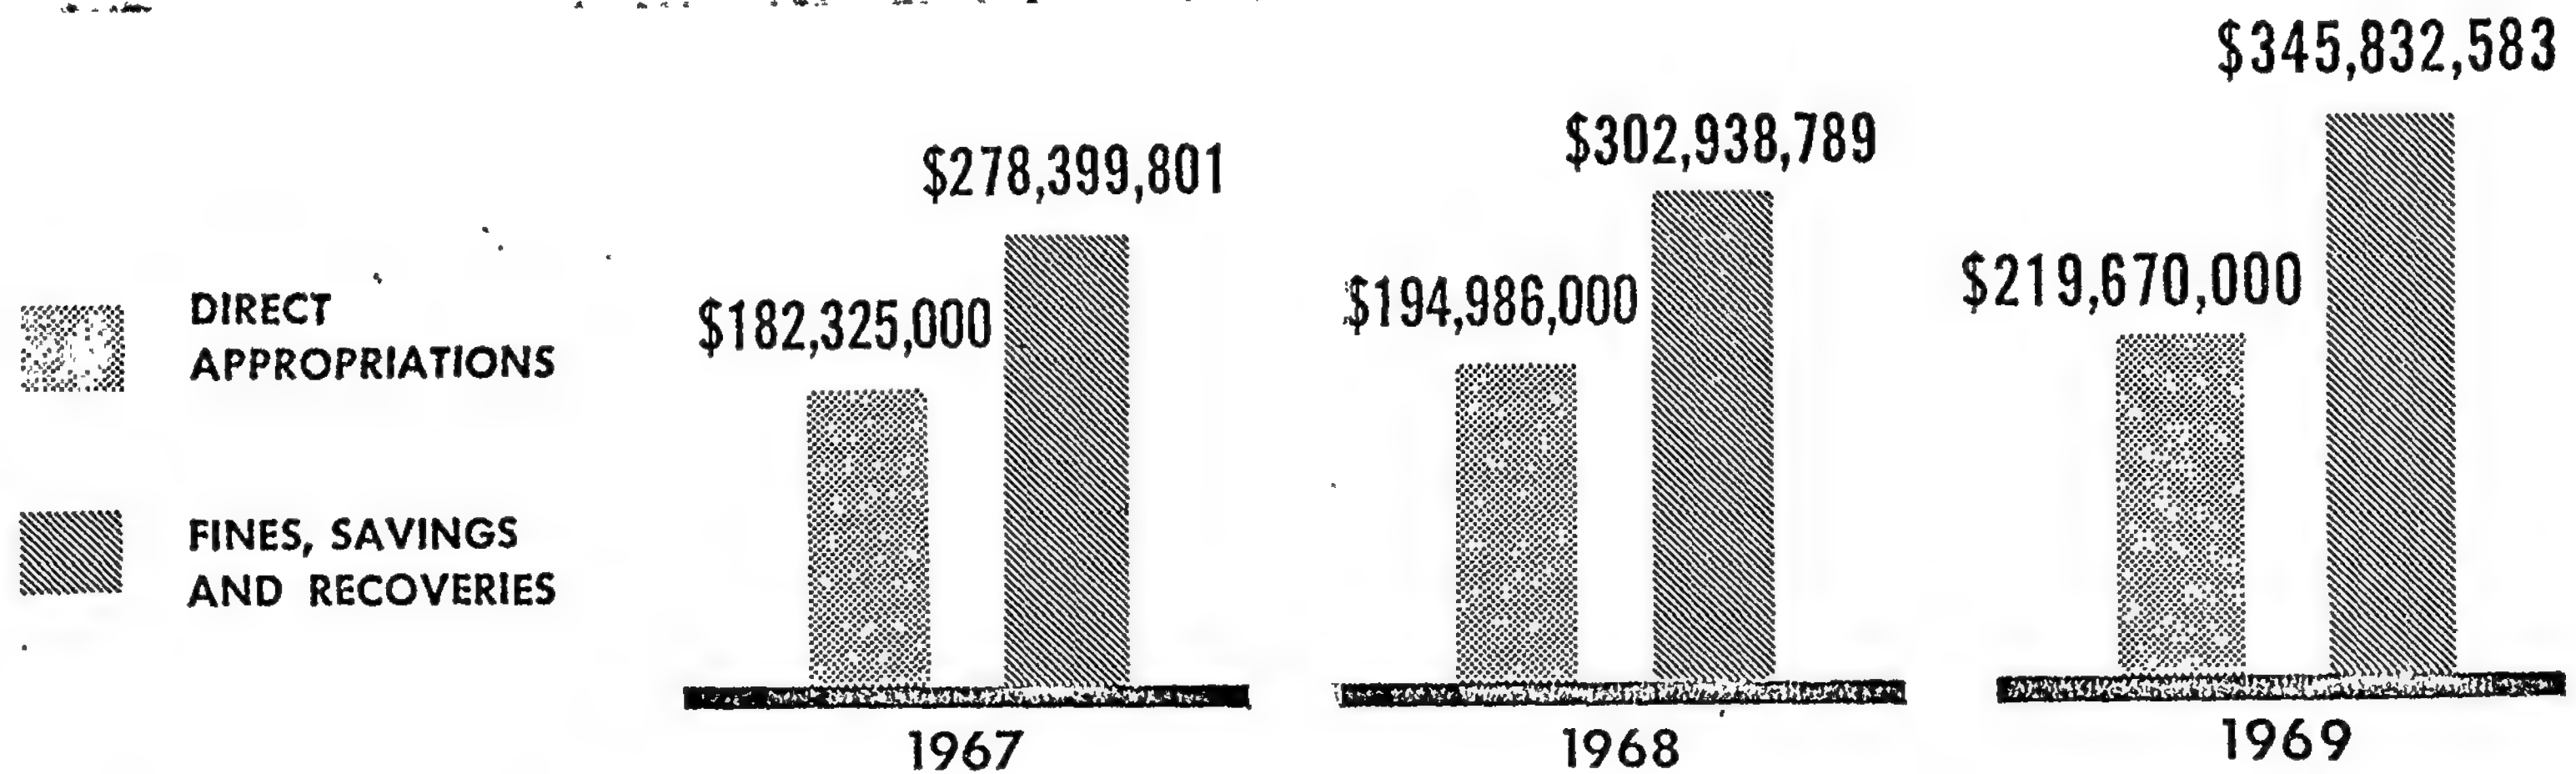 DIRECT
APPROPRIATIONS
FINES, SAVINGS
AND RECOVERIES
$182,325,000
$278,399,801
1967
$194,986,000
$302,938,789
1968
$219,670,000
$345,832,583
1969